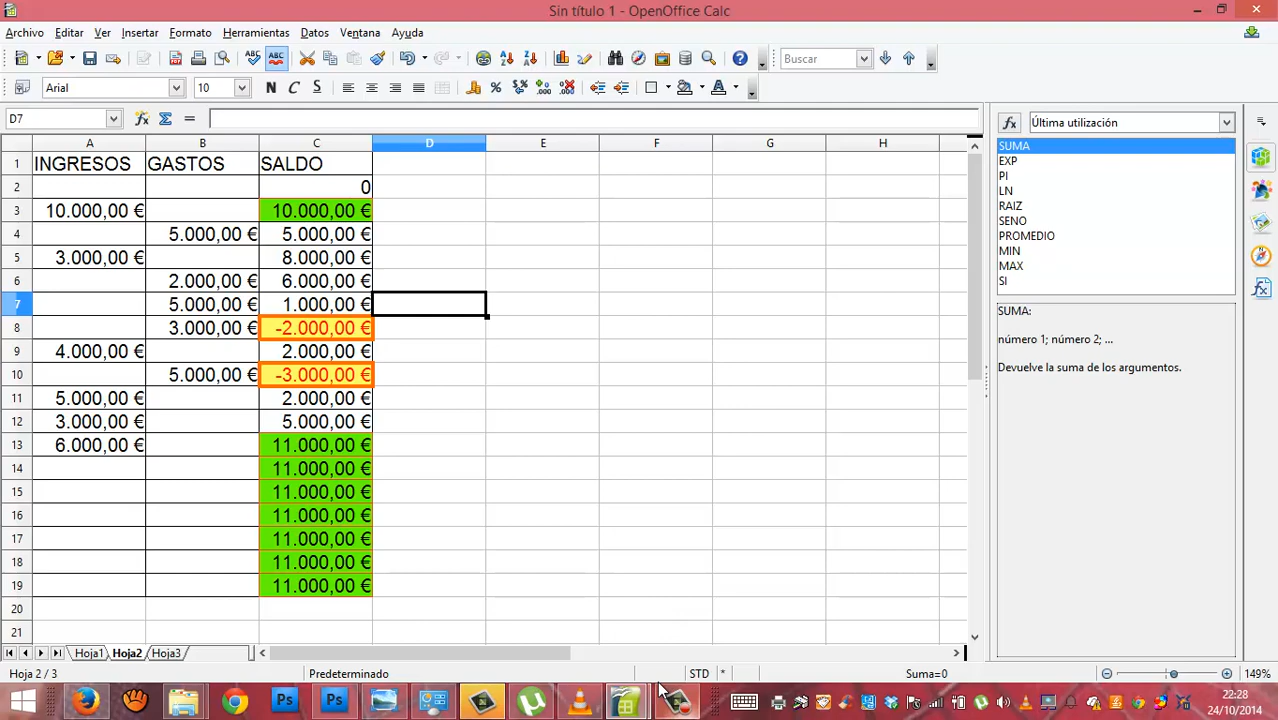 Sin título 1 - OpenOffice Calc
Archivo Editar Ver Insertar Formato Herramientas Datos Ventana Ayuda
Buscar
Arial 10
D7
Última utilización
A B C D E F G H
SUMA
EXP
PI
LN
RAIZ
SENO
PROMEDIO
MIN
MAX
SI
SUMA:
número 1; número 2; ...
Devuelve la suma de los argumentos.
1 INGRESOS GASTOS SALDO
2 0
3 10.000,00 € 10.000,00 €
4 5.000,00 € 5.000,00 €
5 3.000,00 € 8.000,00 €
6 2.000,00 € 6.000,00 €
7 5.000,00 € 1.000,00 €
8 3.000,00 € -2.000,00 €
9 4.000,00 € 2.000,00 €
10 5.000,00 € -3.000,00 €
11 5.000,00 € 2.000,00 €
12 3.000,00 € 5.000,00 €
13 6.000,00 € 11.000,00 €
14 11.000,00 €
15 11.000,00 €
16 11.000,00 €
17 11.000,00 €
18 11.000,00 €
19 11.000,00 €
20
21
Hoja1 Hoja2 Hoja3
Hoja 2 / 3 Predeterminado STD * Suma=0 149%
22:28
24/10/2014